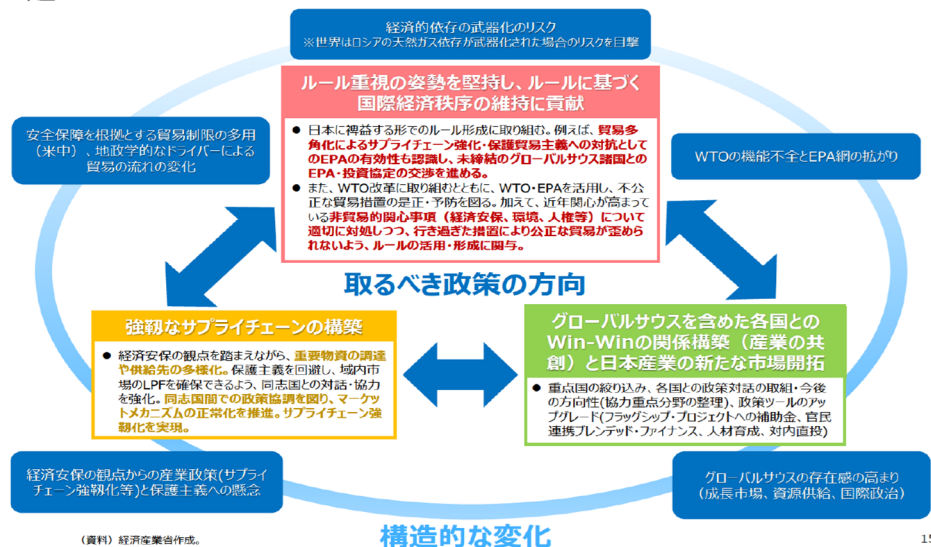 経済的依存の武器化のリスク
※世界はロシアの天然ガス依存が武器化された場合のリスクを目撃
ルール重視の姿勢を堅持し、ルールに基づく
国際経済秩序の維持に貢献
● 日本に裨益する形でのルール形成に取り組む。例えば、貿易多
角化によるサプライチェーン強化・保護貿易主義への対抗として
のEPAの有効性も認識し、未締結のグローバルサウス諸国との
EPA・投資協定の交渉を進める。
● また、WTO改革に取り組むとともに、WTO・EPAを活用し、不公
正な貿易措置の是正・予防を図る。加えて、近年関心が高まって
いる非貿易的関心事項（経済安保、環境、人権等）について
適切に対処しつつ、行き過ぎた措置により公正な貿易が歪められ
られないよう、ルールの活用・形成に関与。
安全保障を根拠とする貿易制限の多用
（米中）、地政学的なドライバーによる
貿易の流れの変化
WTOの機能不全とEPA網の拡がり
取るべき政策の方向
強靱なサプライチェーンの構築
● 経済安保の観点を踏まえながら、重要物資の調達
や供給先の多様化。保護主義を回避し、域内市
場のLPFを確保できるよう、同志国との対話・協力
を強化。同志国間での政策協調を図り、マーケッ
トメカニズムの正常化を推進。サプライチェーン強
靱化を実現。
グローバルサウスを含めた各国との
Win-Winの関係構築（産業の共
創）と日本産業の新たな市場開拓
● 重点国の絞り込み、各国との政策対話の取組・今後
の方向性(協力重点分野の整理)、政策ツールのアッ
プグレード(フラッグシップ・プロジェクトへの補助金、官民
連携ブレンデッド・ファイナンス、人材育成、対内直投)
経済安保の観点からの産業政策(サプライ
チェーン強靱化等)と保護主義への懸念
グローバルサウスの存在感の高まり
（成長市場、資源供給、国際政治）
構造的な変化
（資料）経済産業省作成。